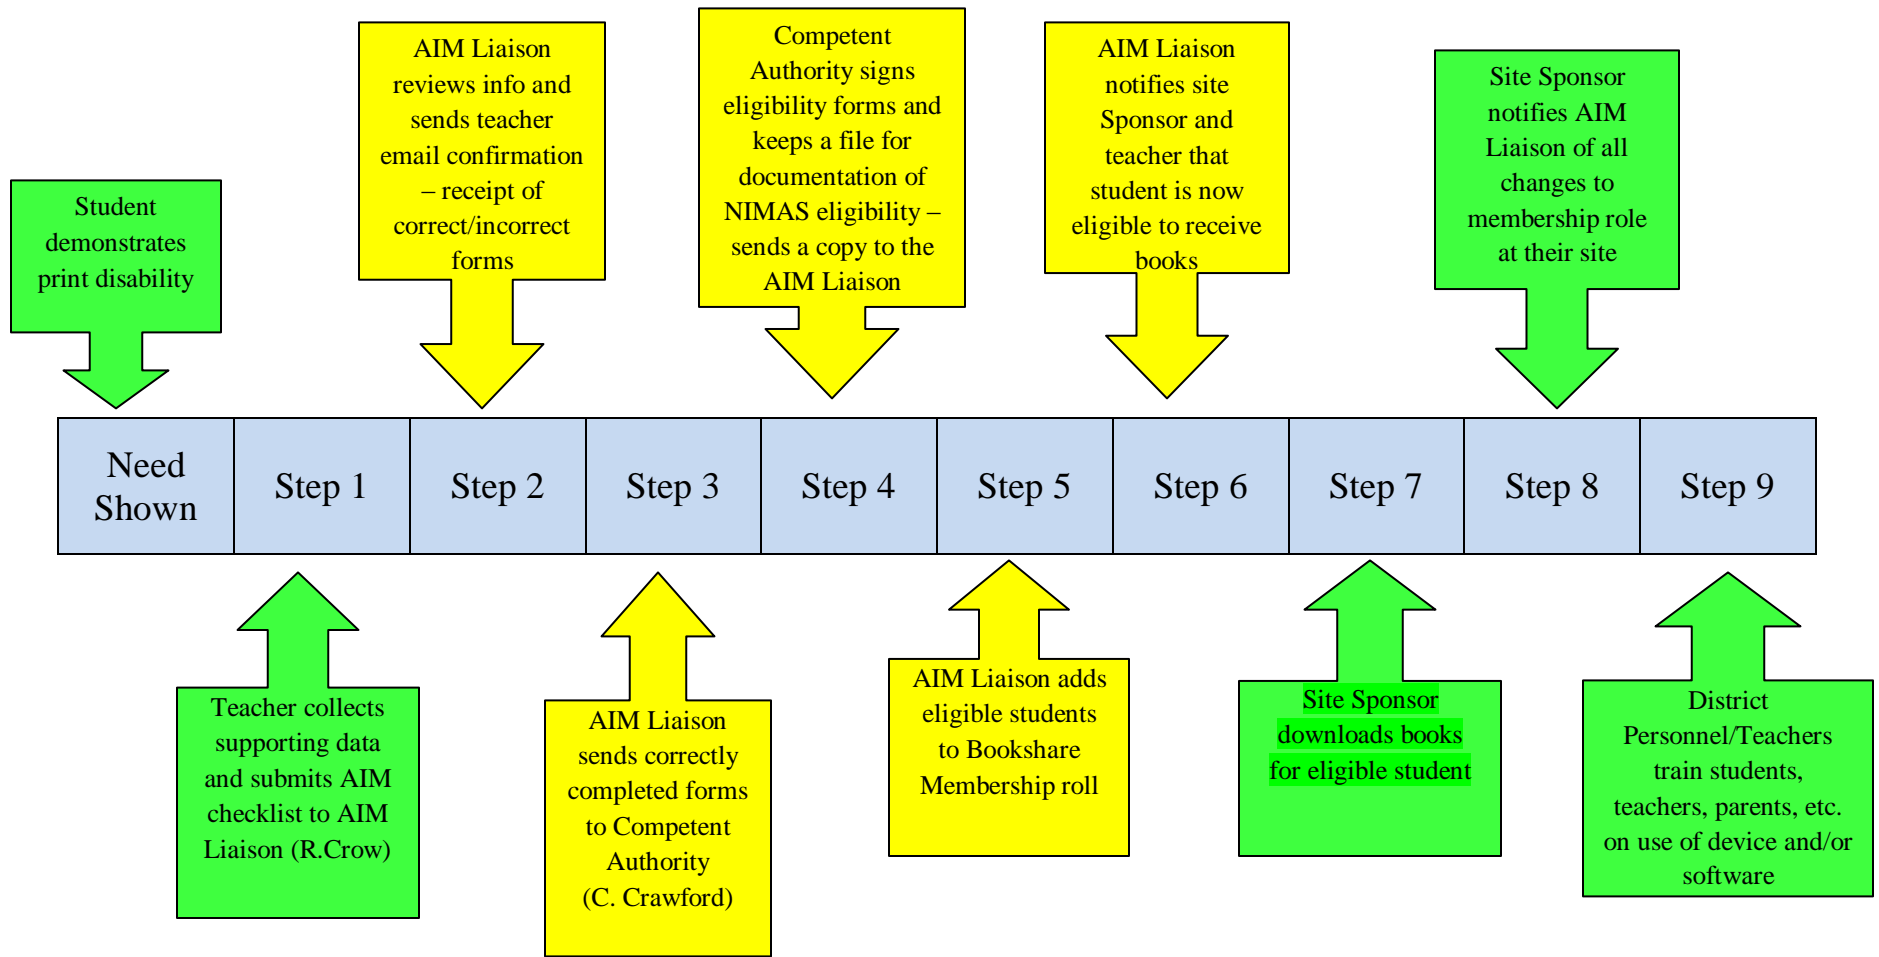 Student
demonstrates
print disability
AIM Liaison
reviews info and
sends teacher
email confirmation
– receipt of
correct/incorrect
forms
Competent
Authority signs
eligibility forms and
keeps a file for
documentation of
NIMAS eligibility –
sends a copy to the
AIM Liaison
AIM Liaison
notifies site
Sponsor and
teacher that
student is now
eligible to receive
books
Site Sponsor
notifies AIM
Liaison of all
changes to
membership role
at their site
Need
Shown
Step 1
Step 2
Step 3
Step 4
Step 5
Step 6
Step 7
Step 8
Step 9
Teacher collects
supporting data
and submits AIM
checklist to AIM
Liaison (R.Crow)
AIM Liaison
sends correctly
completed forms
to Competent
Authority
(C. Crawford)
AIM Liaison adds
eligible students
to Bookshare
Membership roll
Site Sponsor
downloads books
for eligible student
District
Personnel/Teachers
train students,
teachers, parents, etc.
on use of device and/or
software